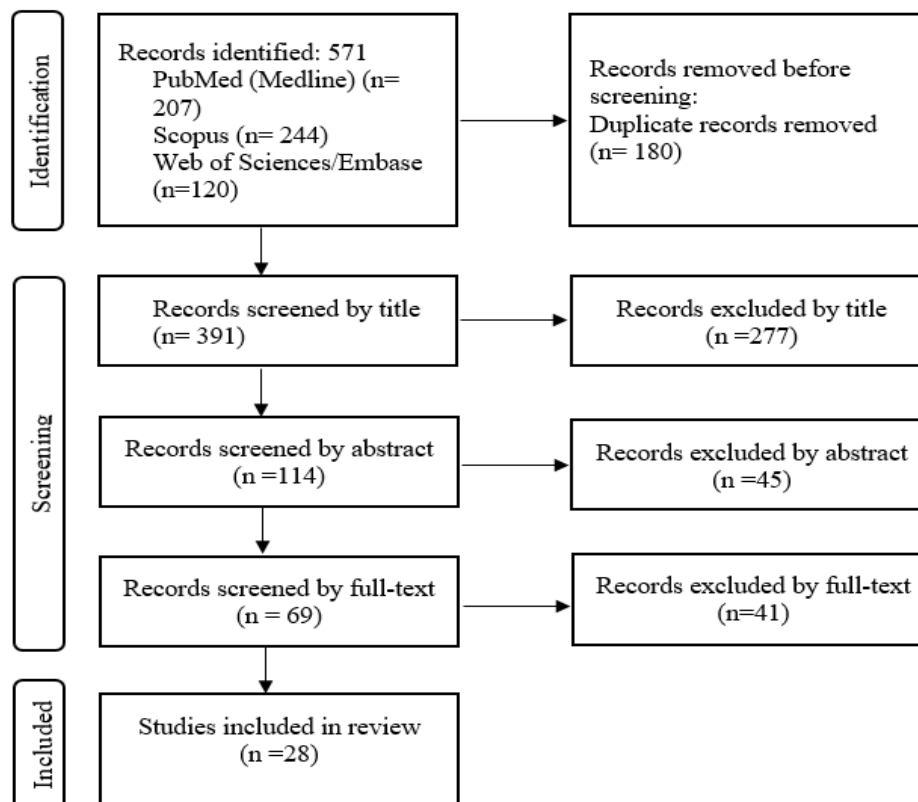 Identification
Records identified: 571
PubMed (Medline) (n=
207)
Scopus (n= 244)
Web of Sciences/Embase
(n=120)
Records removed before
screening:
Duplicate records removed
(n= 180)
Screening
Records screened by title
(n= 391)
Records excluded by title
(n =277)
Records screened by abstract
(n =114)
Records excluded by abstract
(n =45)
Records screened by full-text
(n = 69)
Records excluded by full-text
(n=41)
Included
Studies included in review
(n =28)